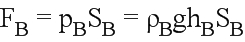 F_B = p_B S_B = ρ_B g h_B S_B